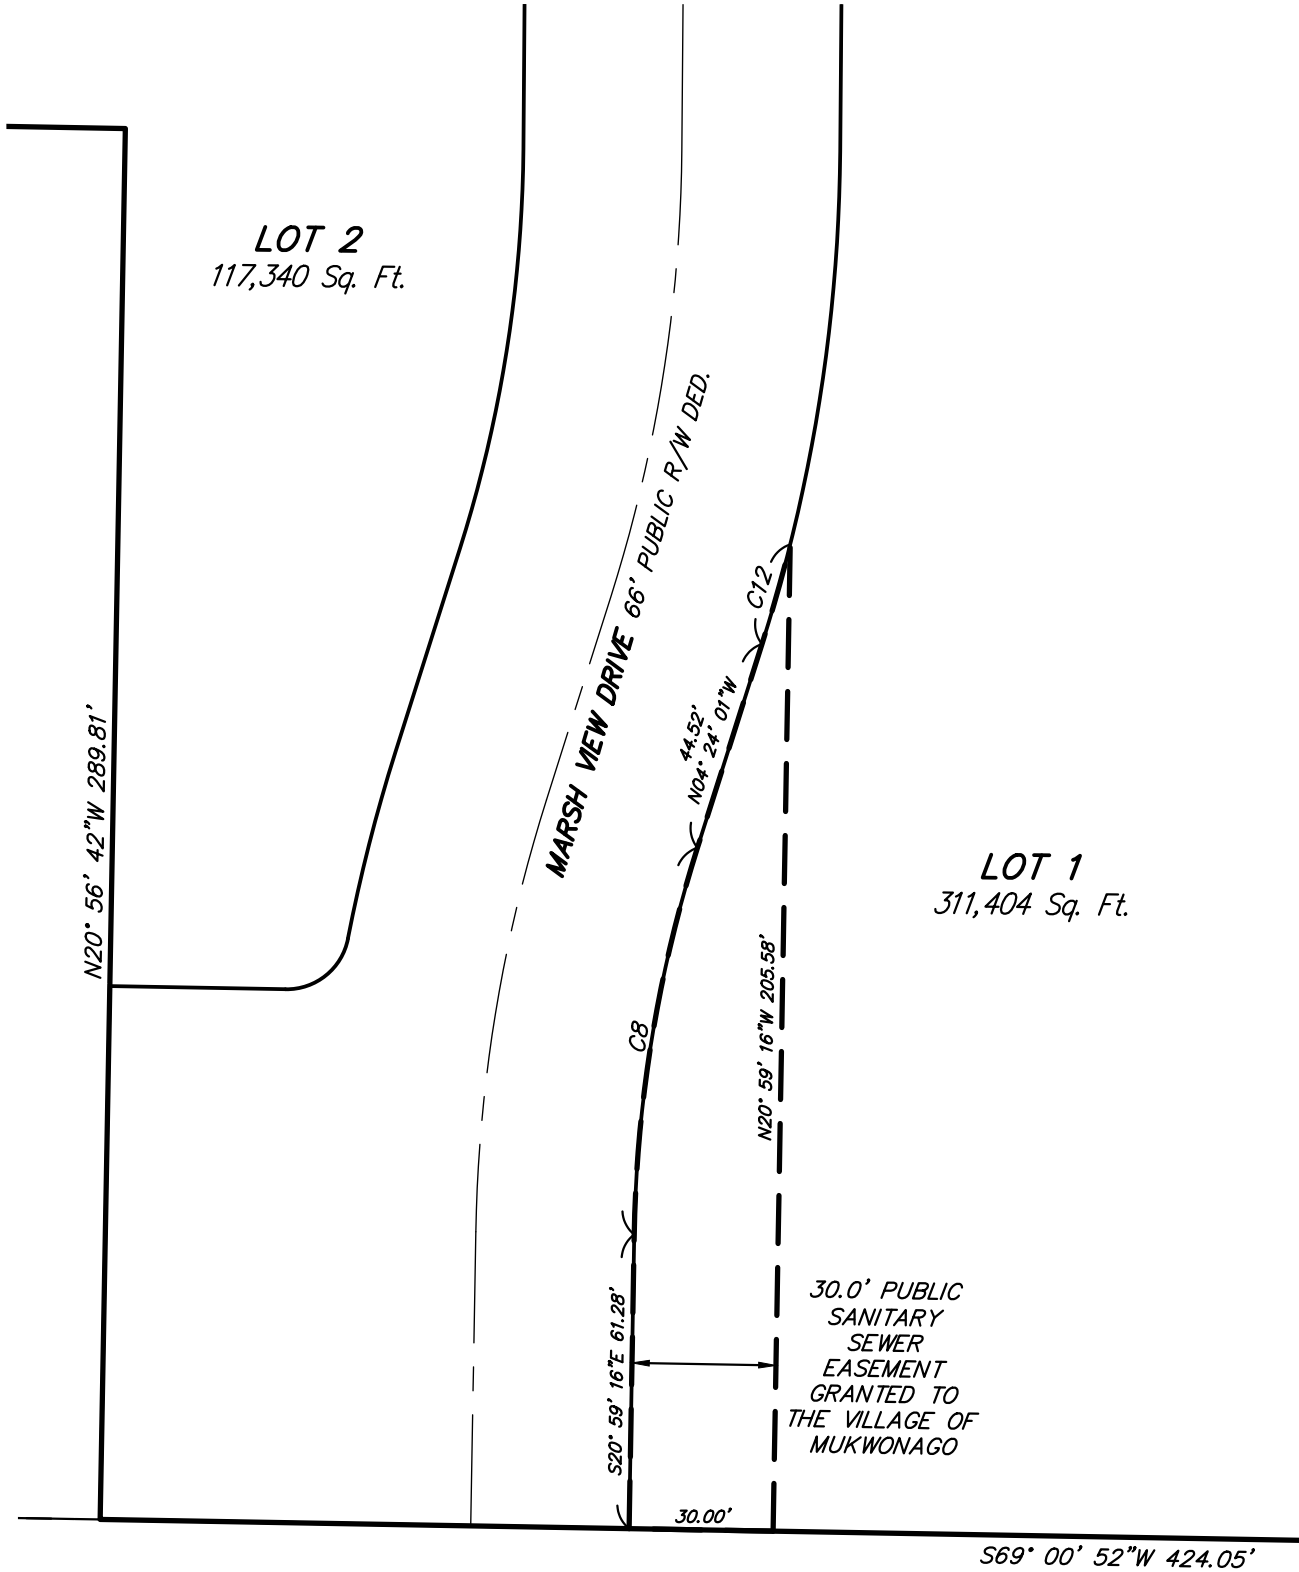 LOT 2
117,340 Sq. Ft.
MARSH VIEW DRIVE 66' PUBLIC R/W DED.
C12
44.52'
N04° 24' 01"W
N20° 56' 42"W 289.81'
LOT 1
311,404 Sq. Ft.
C8
N20° 59' 16"W 205.58'
S20° 59' 16"E 61.28'
30.0' PUBLIC
SANITARY
SEWER
EASEMENT
GRANTED TO
THE VILLAGE OF
MUKWONAGO
30.00'
S69° 00' 52"W 424.05'